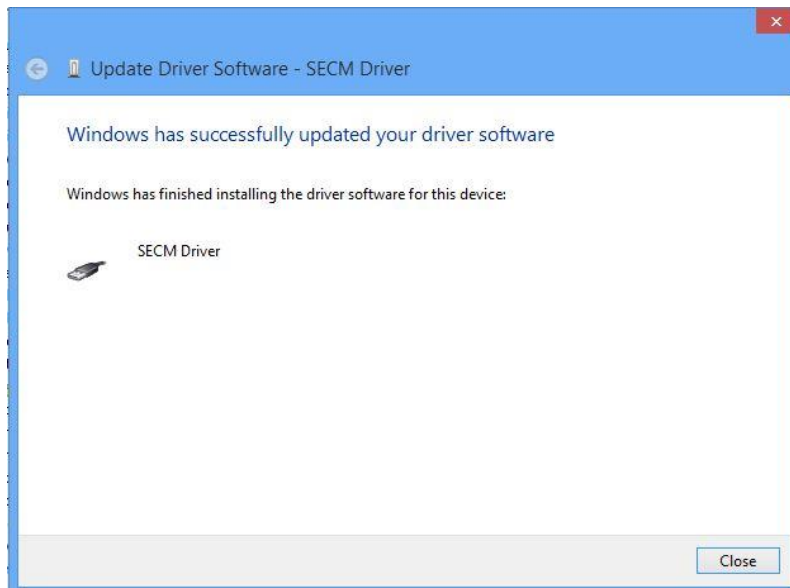 Update Driver Software - SECM Driver
Windows has successfully updated your driver software
Windows has finished installing the driver software for this device:
SECM Driver
Close